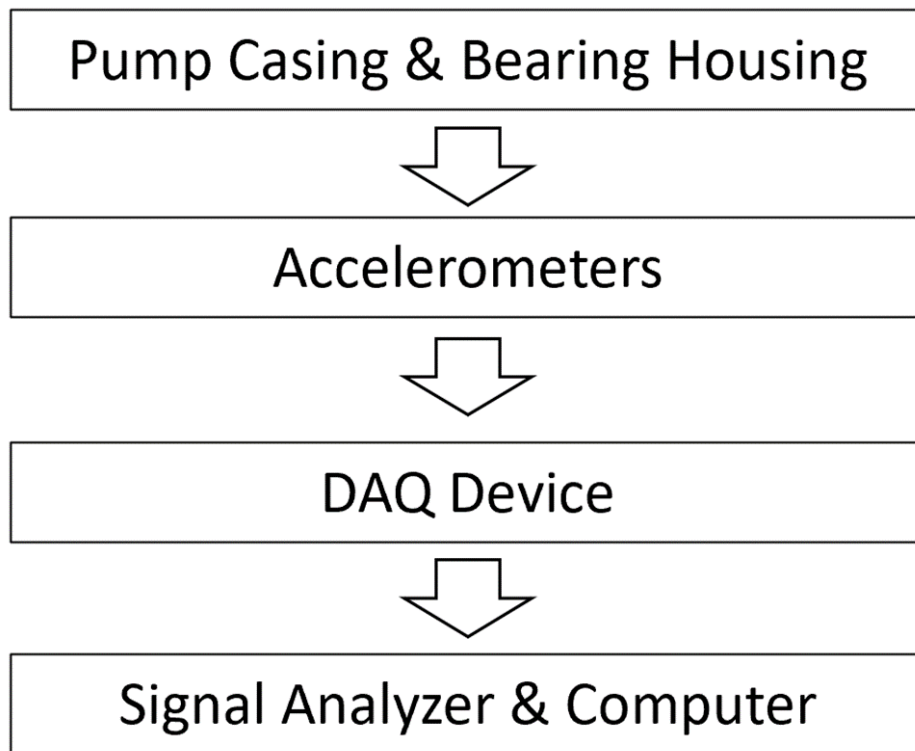 Pump Casing & Bearing Housing
Accelerometers
DAQ Device
Signal Analyzer & Computer